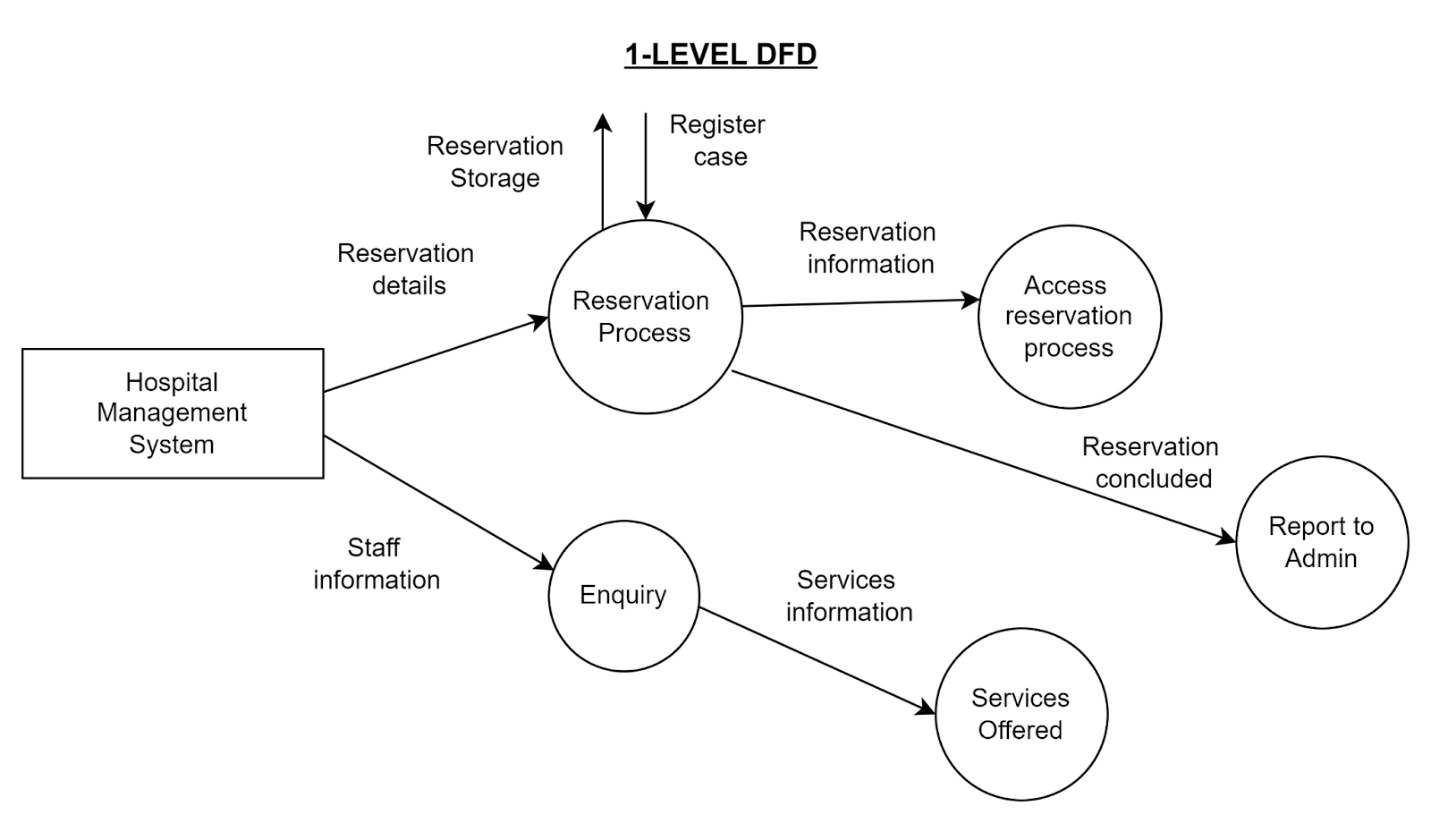 1-LEVEL DFD
Register
case
Reservation
Storage
Reservation
details
Reservation
information
Reservation
Process
Access
reservation
process
Hospital
Management
System
Reservation
concluded
Report to
Admin
Staff
information
Enquiry
Services
information
Services
Offered